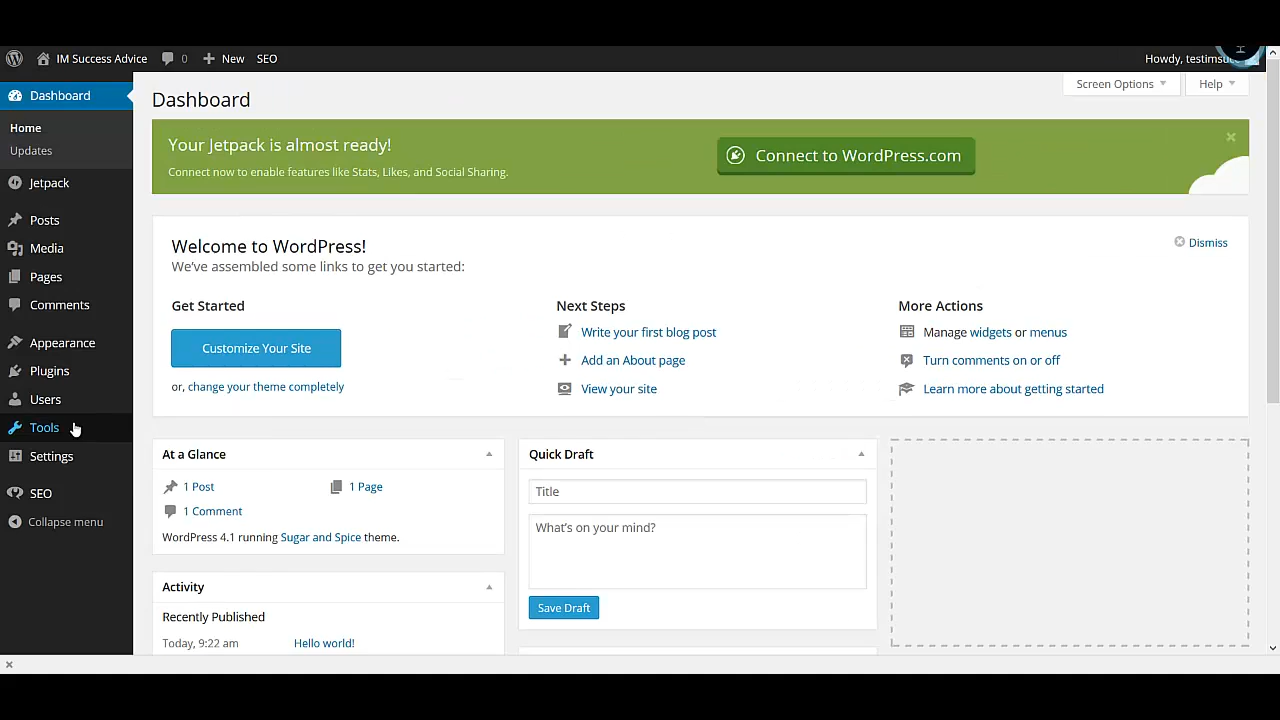 IM Success Advice 0 New SEO
Howdy, testimsu
Dashboard
Home
Updates
Jetpack
Posts
Media
Pages
Comments
Appearance
Plugins
Users
Tools
Settings
SEO
Collapse menu
Screen Options
Help
Dashboard
Your Jetpack is almost ready!
Connect now to enable features like Stats, Likes, and Social Sharing.
Connect to WordPress.com
Welcome to WordPress!
We've assembled some links to get you started:
Dismiss
Get Started
Customize Your Site
or, change your theme completely
Next Steps
Write your first blog post
Add an About page
View your site
More Actions
Manage widgets or menus
Turn comments on or off
Learn more about getting started
At a Glance
1 Post
1 Page
1 Comment
WordPress 4.1 running Sugar and Spice theme.
Activity
Recently Published
Today, 9:22 am
Hello world!
Quick Draft
Title
What's on your mind?
Save Draft